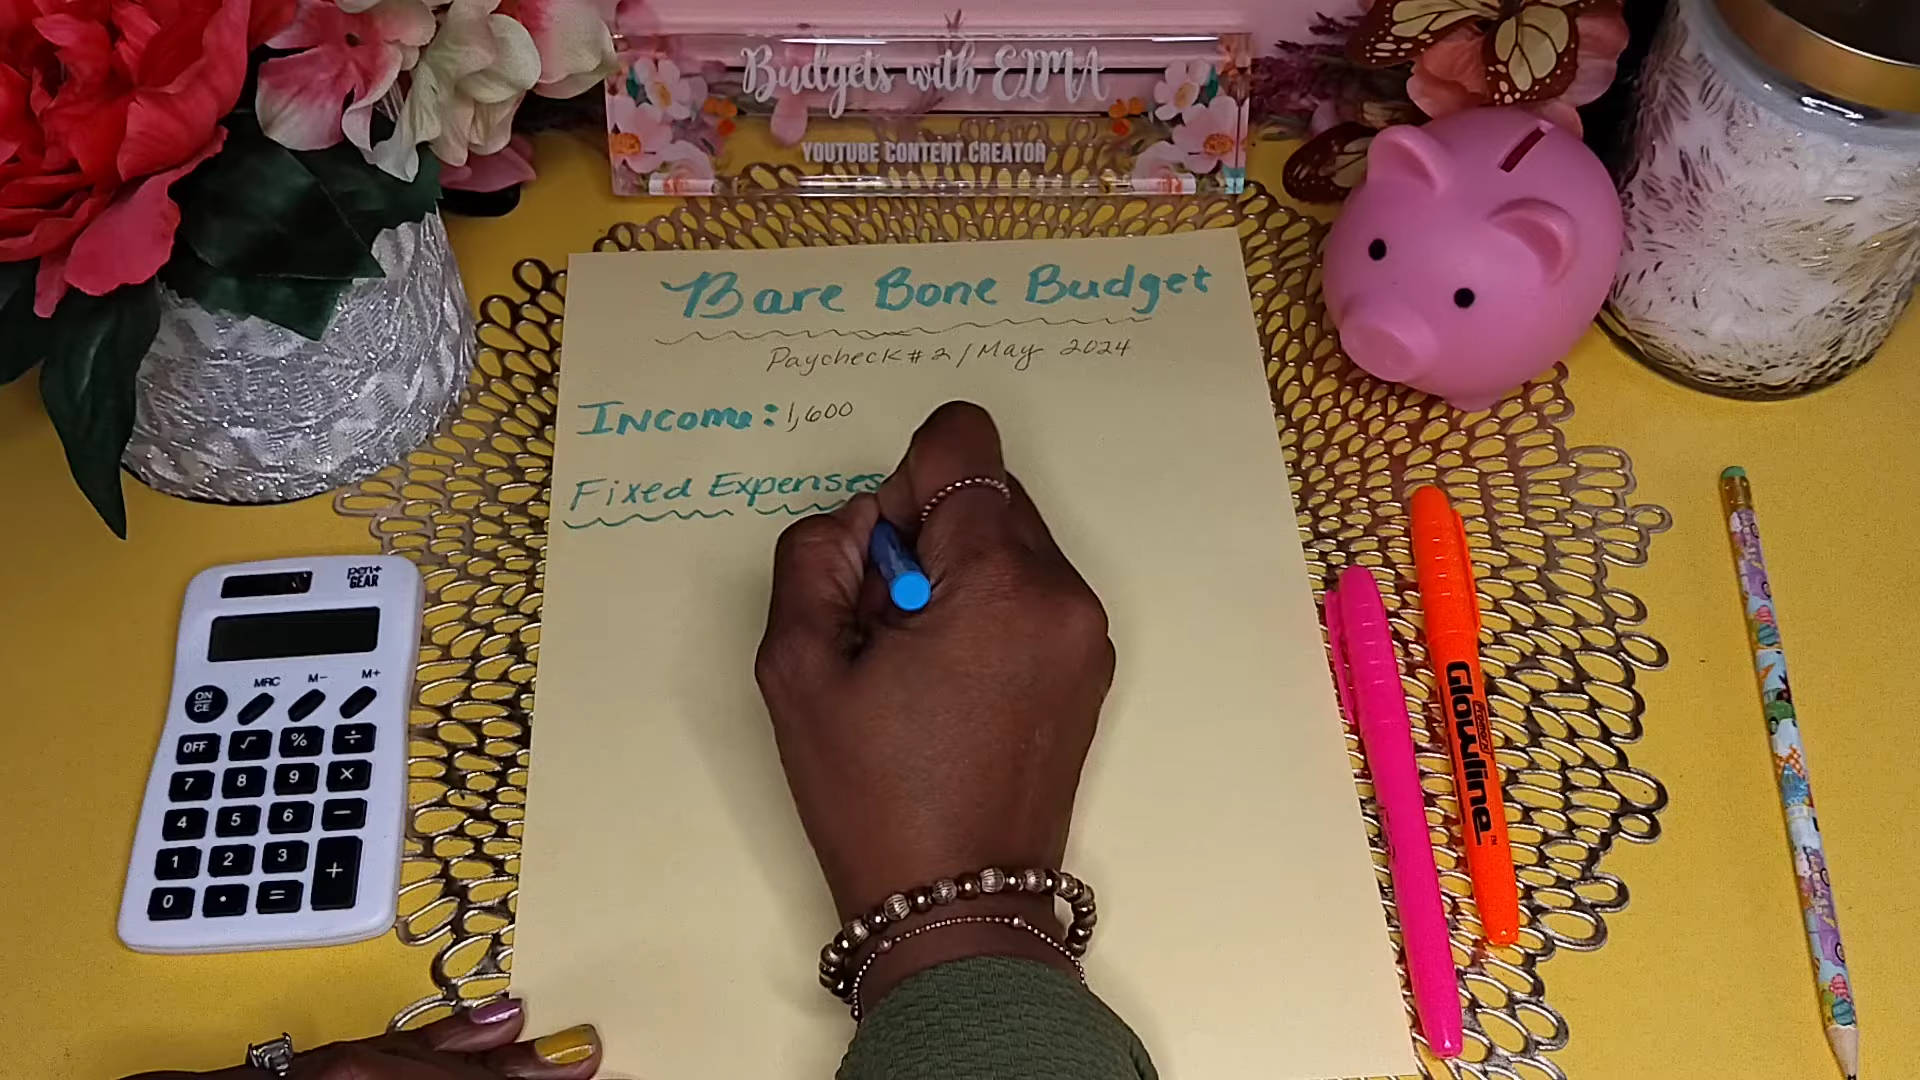 Budgets with ELMA
YOUTUBE CONTENT CREATOR
Bare Bone Budget
Paycheck #2 / May 2024
Income: 1,600
Fixed Expenses
pen+
GEAR
MRC M- M+
ON
CE
OFF √ % ÷
7 8 9 ×
4 5 6 −
1 2 3 +
0 . =
Glowline